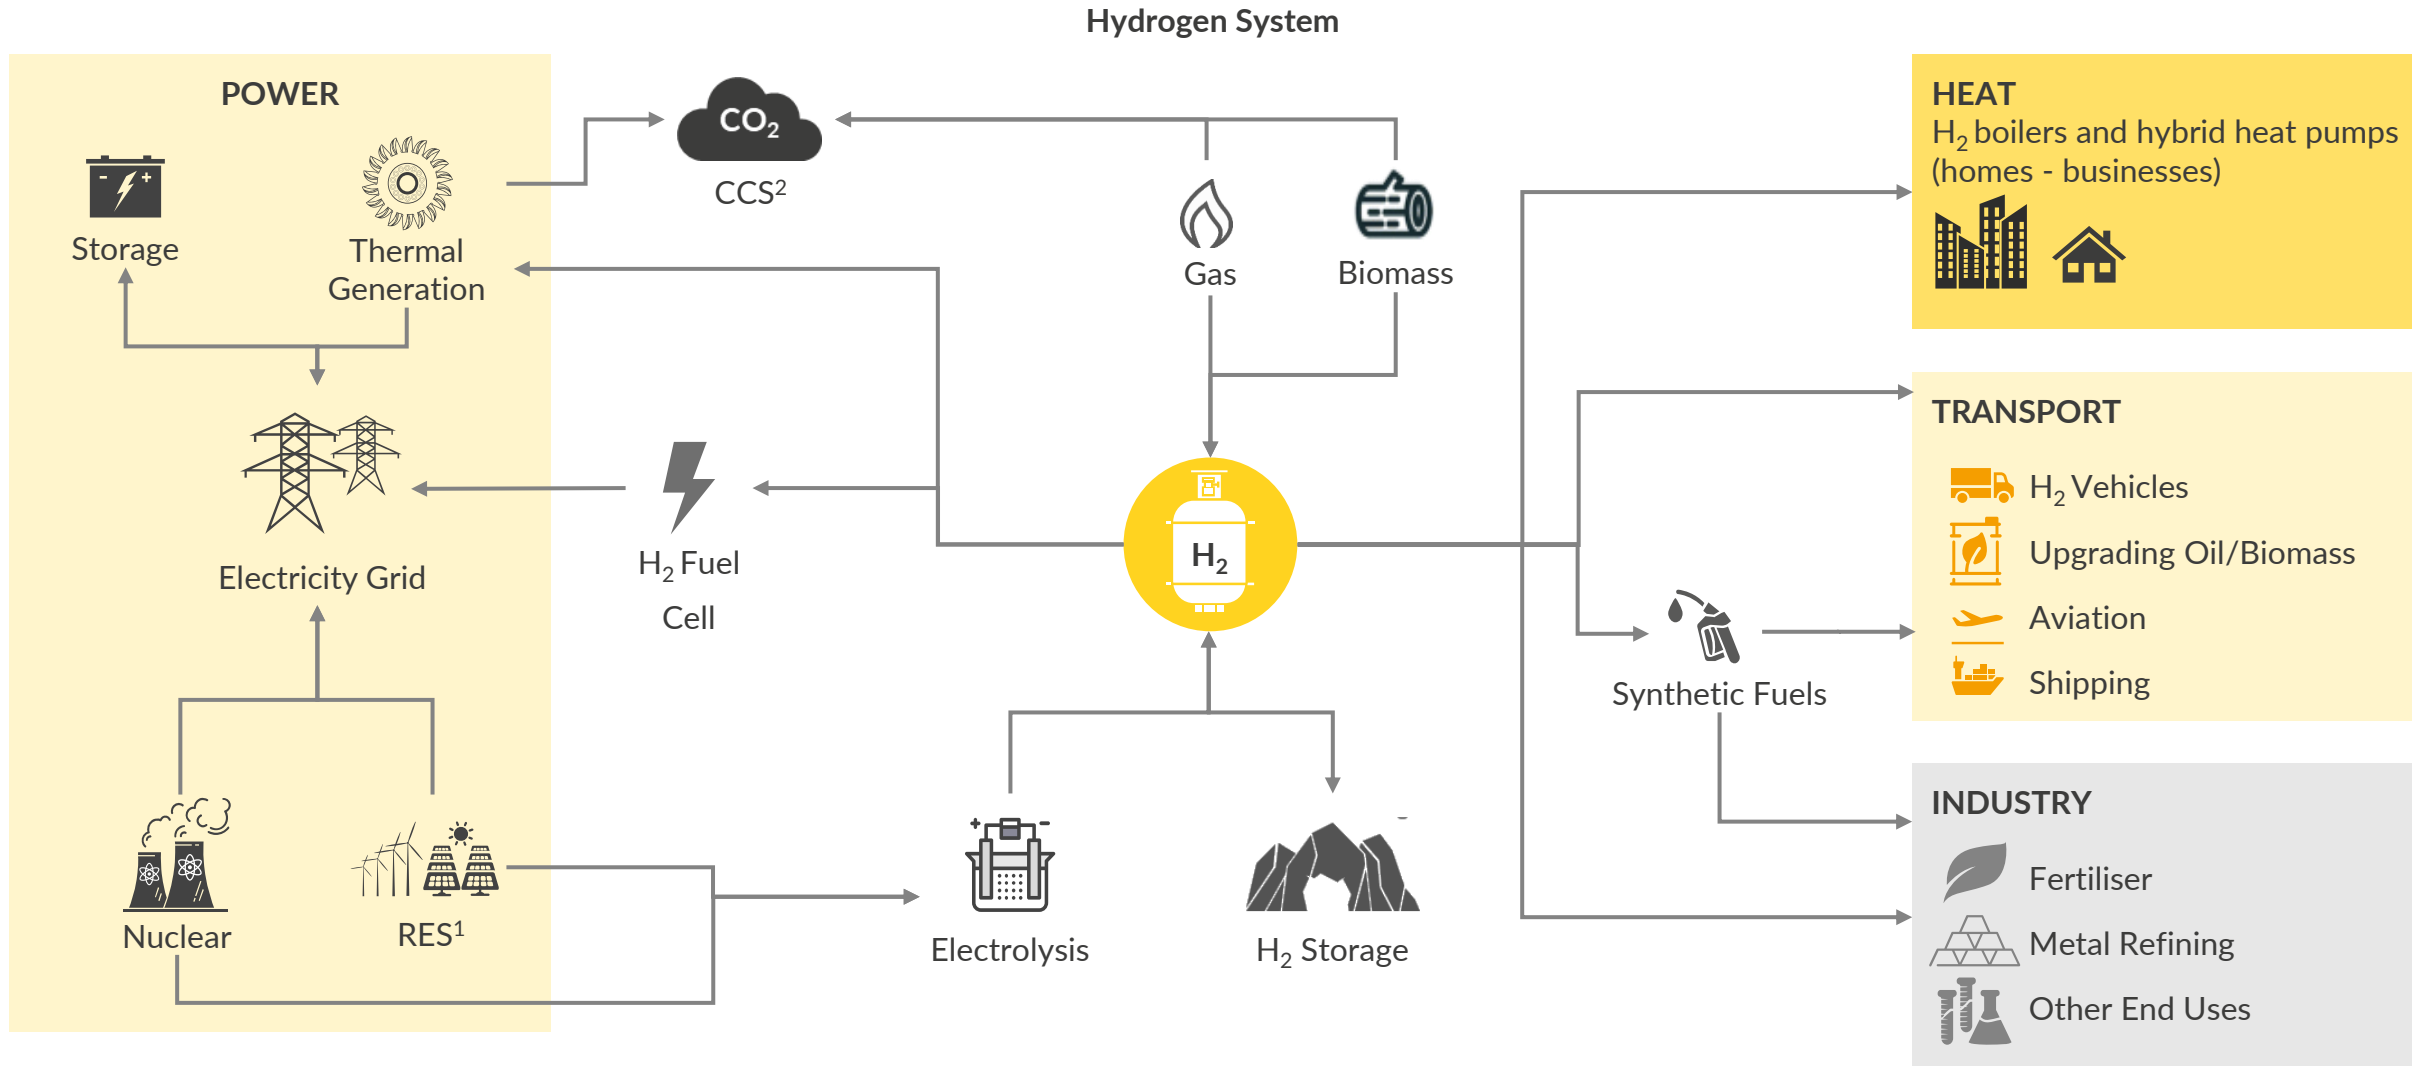 Hydrogen System
POWER
Storage
Thermal
Generation
CO₂
CCS²
Gas
Biomass
Electricity Grid
H₂ Fuel
Cell
H₂
Nuclear
RES¹
+ -
Electrolysis
H₂ Storage
Synthetic Fuels
HEAT
H₂ boilers and hybrid heat pumps
(homes - businesses)
TRANSPORT
H₂ Vehicles
Upgrading Oil/Biomass
Aviation
Shipping
INDUSTRY
Fertiliser
Metal Refining
Other End Uses